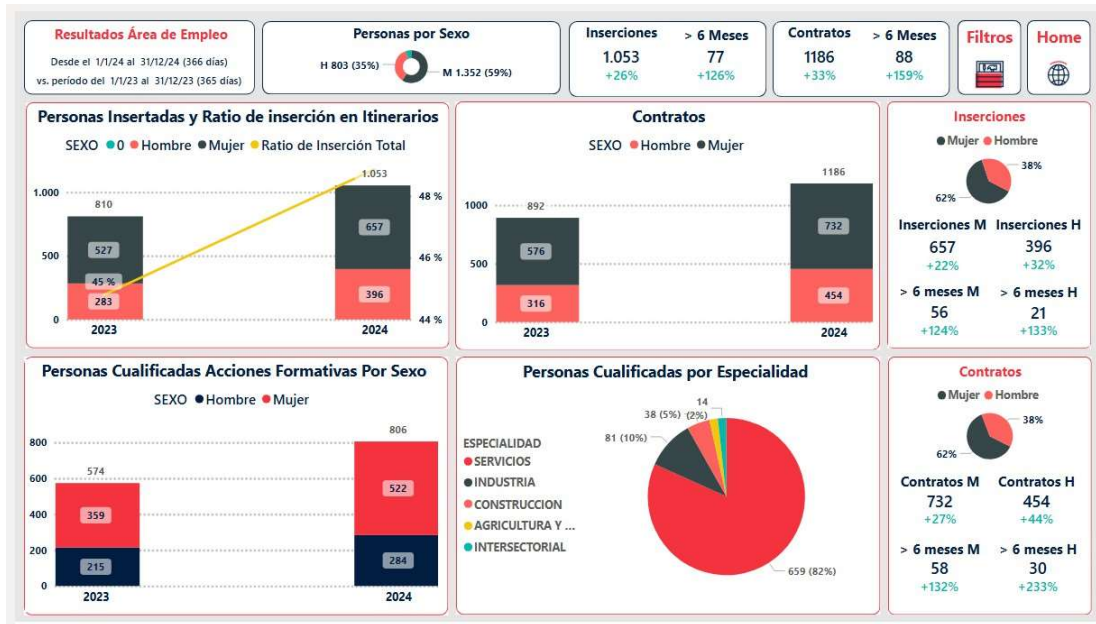 Resultados Área de Empleo
Desde el 1/1/24 al 31/12/24 (366 días)
vs. período del 1/1/23 al 31/12/23 (365 días)
Personas por Sexo
H 803 (35%)
M 1.352 (59%)
Inserciones > 6 Meses
1.053 77
+26% +126%
Contratos > 6 Meses
1186 88
+33% +159%
Filtros
Home
Personas Insertadas y Ratio de inserción en Itinerarios
SEXO 0 Hombre Mujer Ratio de Inserción Total
1.053
1.000
48 %
810
657
527
500
46 %
45 %
283
396
0
44 %
2023 2024
Contratos
SEXO Hombre Mujer
1186
1000
892
732
576
500
316
454
0
2023 2024
Inserciones
Mujer Hombre
38%
62%
Inserciones M Inserciones H
657 396
+22% +32%
> 6 meses M > 6 meses H
56 21
+124% +133%
Personas Cualificadas Acciones Formativas Por Sexo
SEXO Hombre Mujer
800
806
600
574
522
400
359
200
215
284
0
2023 2024
Personas Cualificadas por Especialidad
14
(2%)
38 (5%)
81 (10%)
659 (82%)
ESPECIALIDAD
SERVICIOS
INDUSTRIA
CONSTRUCCION
AGRICULTURA Y ...
INTERSECTORIAL
Contratos
Mujer Hombre
38%
62%
Contratos M Contratos H
732 454
+27% +44%
> 6 meses M > 6 meses H
58 30
+132% +233%